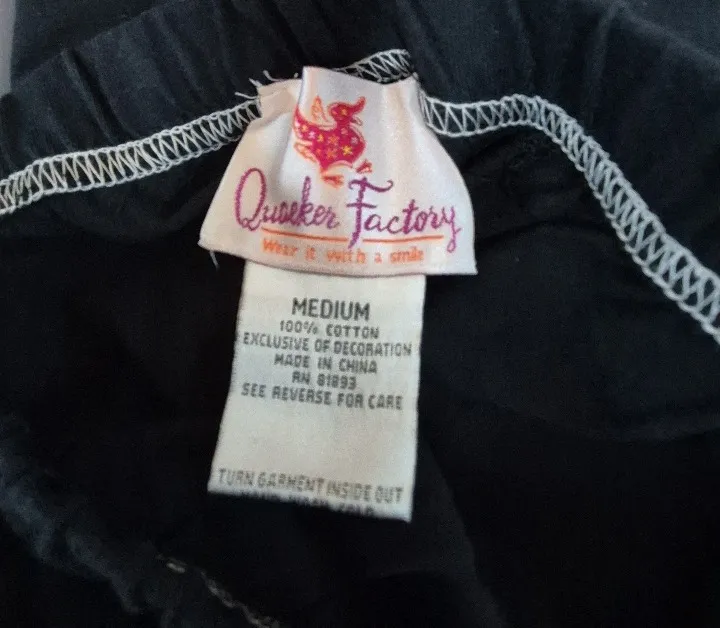 Quacker Factory
Wear it with a smile
MEDIUM
100% COTTON
EXCLUSIVE OF DECORATION
MADE IN CHINA
RN 81893
SEE REVERSE FOR CARE
TURN GARMENT INSIDE OUT